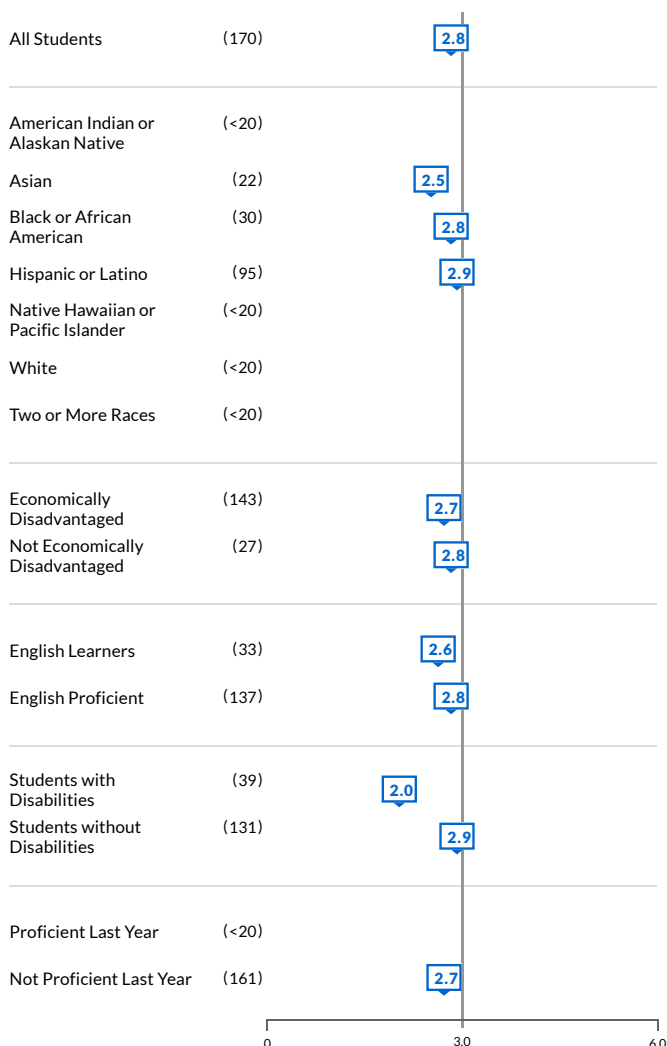 All Students (170) 2.8
American Indian or (<20)
Alaskan Native
Asian (22) 2.5
Black or African (30) 2.8
American
Hispanic or Latino (95) 2.9
Native Hawaiian or (<20)
Pacific Islander
White (<20)
Two or More Races (<20)
Economically (143) 2.7
Disadvantaged
Not Economically (27) 2.8
Disadvantaged
English Learners (33) 2.6
English Proficient (137) 2.8
Students with (39) 2.0
Disabilities
Students without (131) 2.9
Disabilities
Proficient Last Year (<20)
Not Proficient Last Year (161) 2.7
0 3.0 6.0